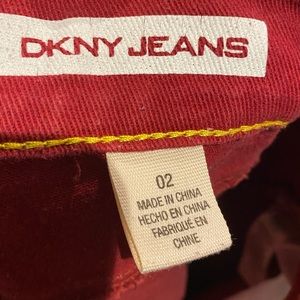 DKNY JEANS
02
MADE IN CHINA
HECHO EN CHINA
FABRIQUÉ EN
CHINE